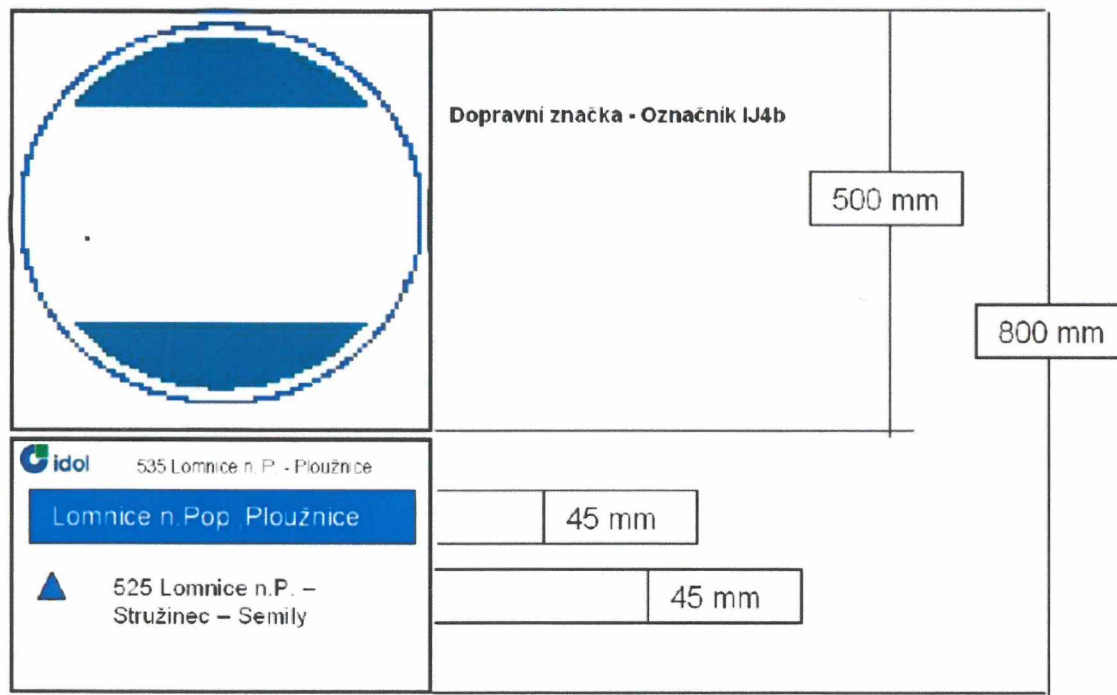 Dopravní značka - Označník IJ4b
500 mm
800 mm
idol
535 Lomnice n. P. - Ploužnice
Lomnice n.Pop.,Ploužnice
45 mm
525 Lomnice n.P. –
Stružinec – Semily
45 mm